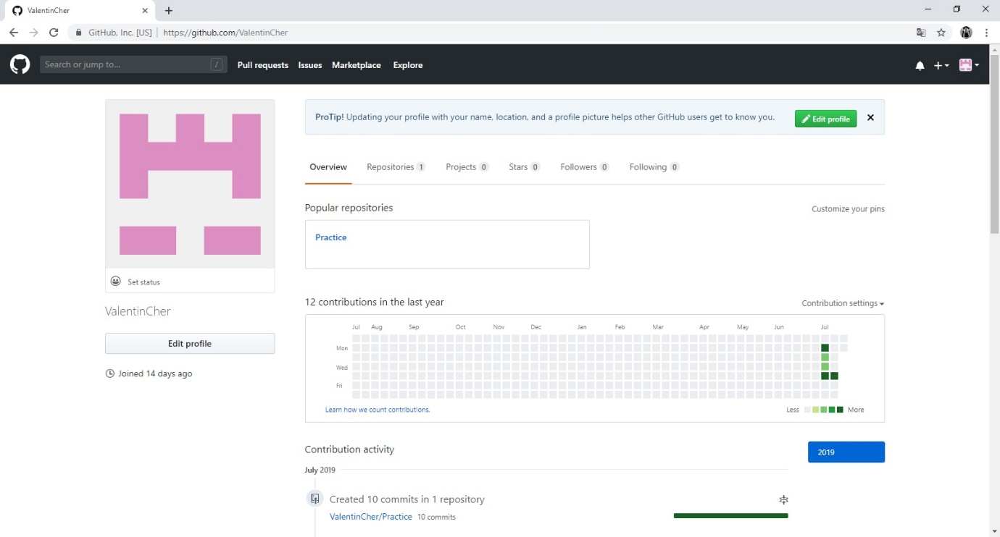 ValentinCher
GitHub, Inc. [US] | https://github.com/ValentinCher
Search or jump to... /
Pull requests Issues Marketplace Explore
ProTip! Updating your profile with your name, location, and a profile picture helps other GitHub users get to know you. Edit profile
Overview Repositories 1 Projects 0 Stars 0 Followers 0 Following 0
Popular repositories Customize your pins
Practice
Set status
ValentinCher
Edit profile
Joined 14 days ago
12 contributions in the last year Contribution settings
Jul Aug Sep Oct Nov Dec Jan Feb Mar Apr May Jun Jul
Mon
Wed
Fri
Learn how we count contributions. Less More
Contribution activity 2019
July 2019
Created 10 commits in 1 repository
ValentinCher/Practice 10 commits